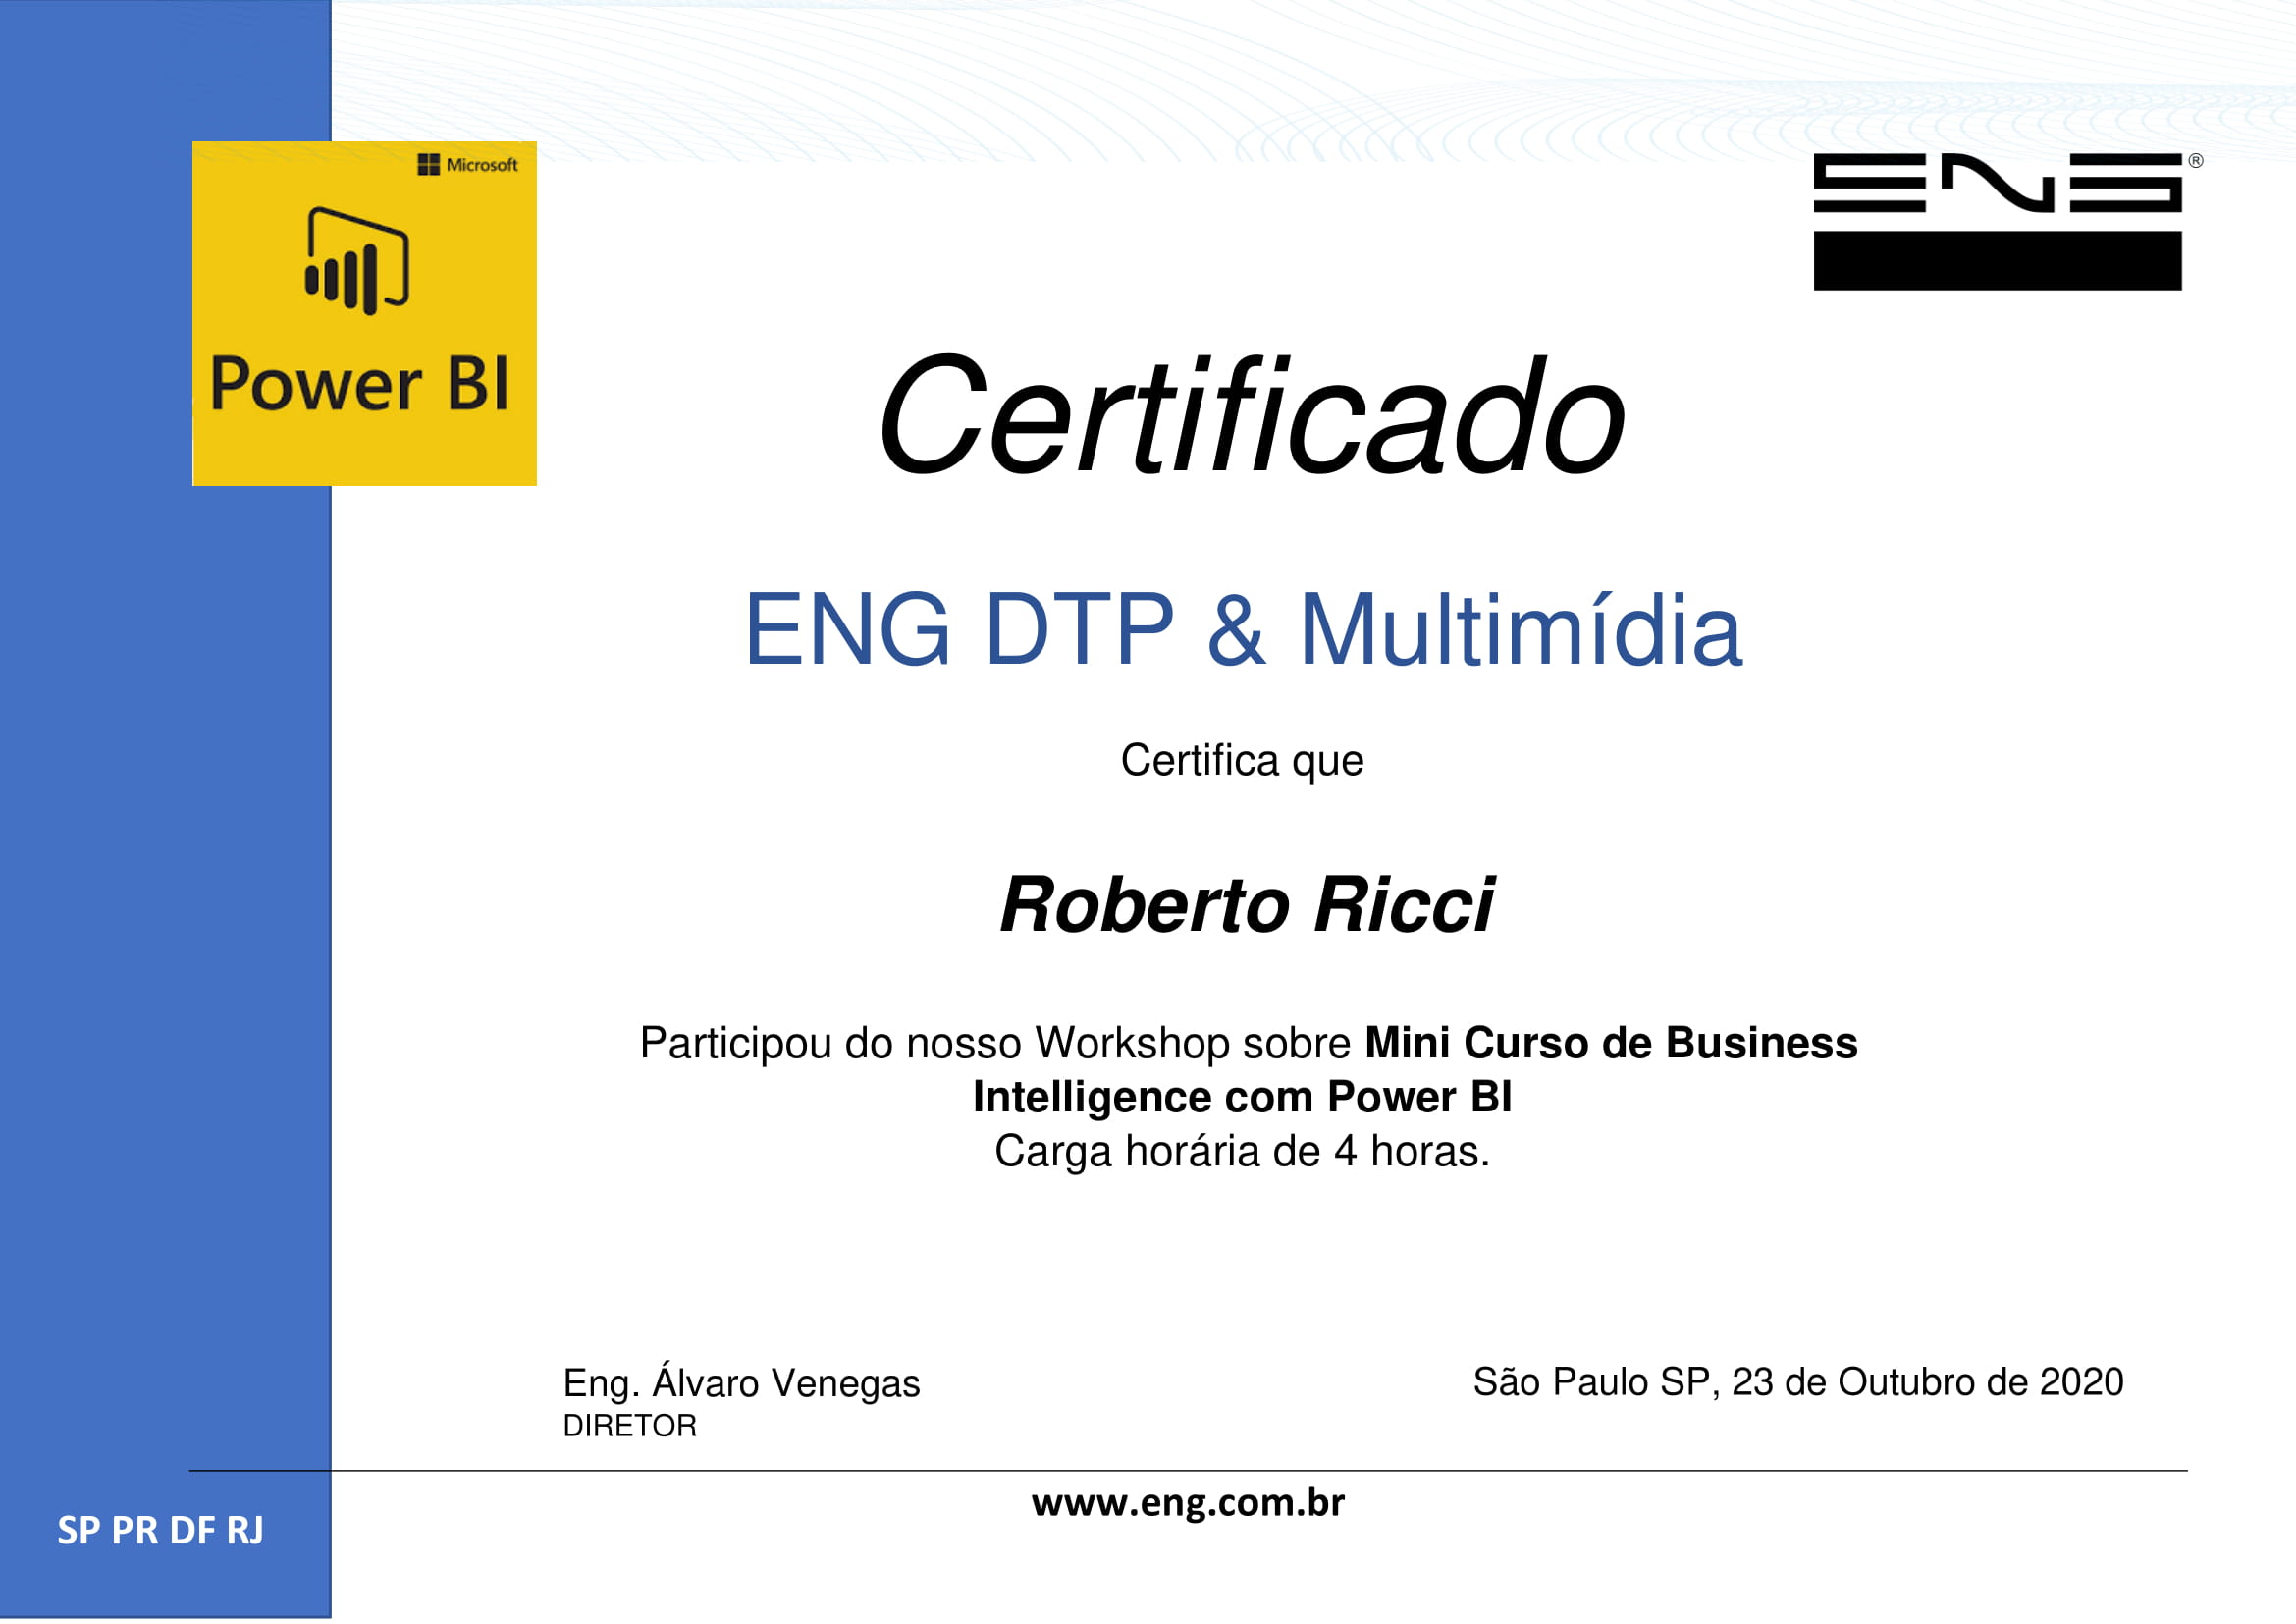 Microsoft
Power BI
ENG®
Certificado
ENG DTP & Multimídia
Certifica que
Roberto Ricci
Participou do nosso Workshop sobre Mini Curso de Business
Intelligence com Power BI
Carga horária de 4 horas.
Eng. Álvaro Venegas
DIRETOR
São Paulo SP, 23 de Outubro de 2020
www.eng.com.br
SP PR DF RJ